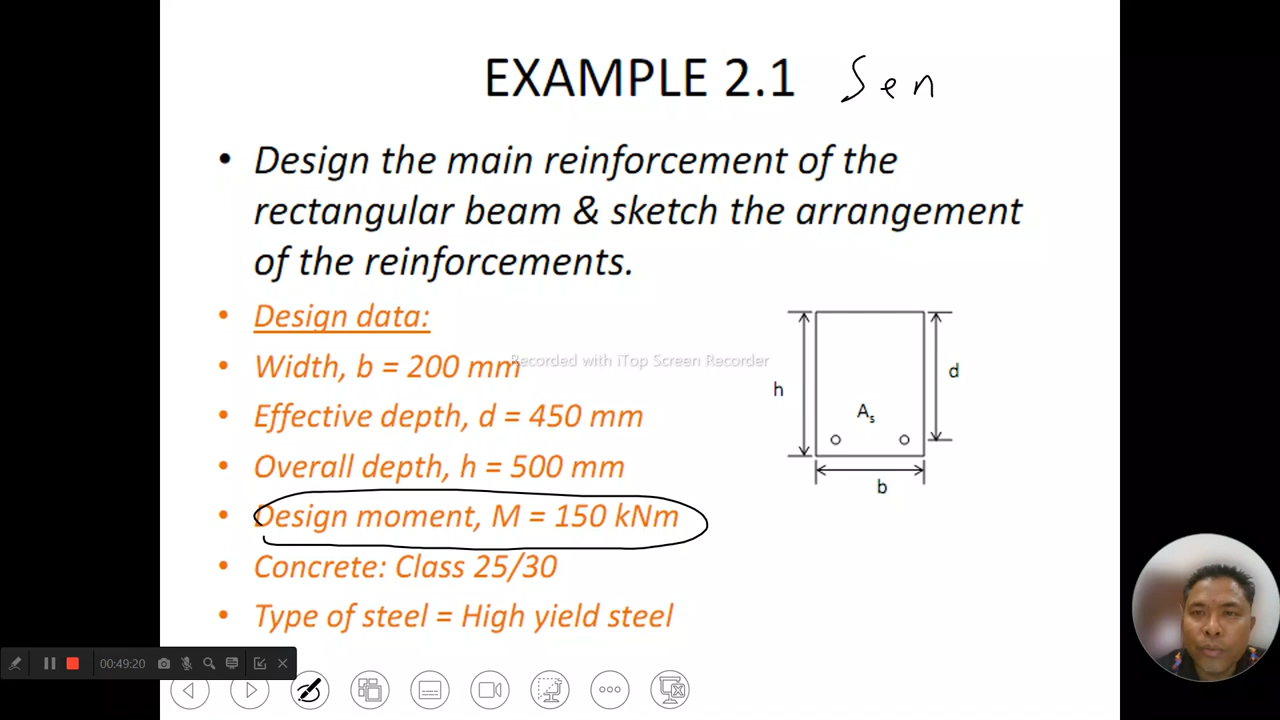 EXAMPLE 2.1 Sen
• Design the main reinforcement of the
rectangular beam & sketch the arrangement
of the reinforcements.
• Design data:
• Width, b = 200 mm
Recorded with iTop Screen Recorder
• Effective depth, d = 450 mm
• Overall depth, h = 500 mm
• Design moment, M = 150 kNm
• Concrete: Class 25/30
• Type of steel = High yield steel
h
d
As
b
00:49:20